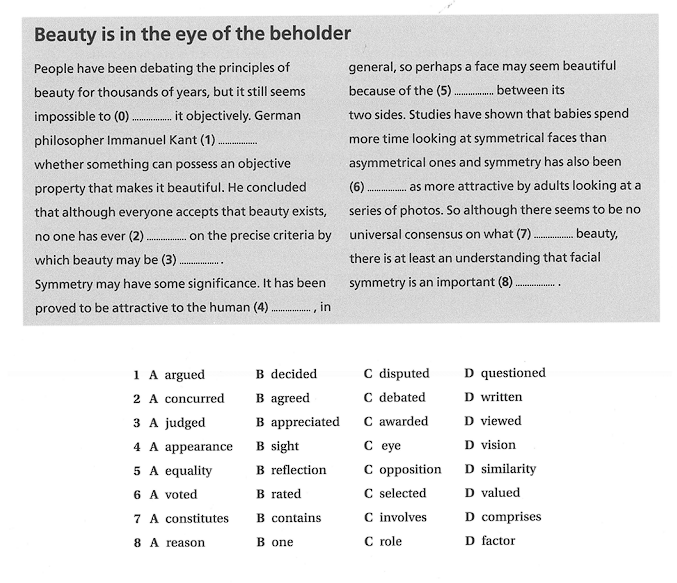 Beauty is in the eye of the beholder
People have been debating the principles of
beauty for thousands of years, but it still seems
impossible to (0) ................ it objectively. German
philosopher Immanuel Kant (1) ................
whether something can possess an objective
property that makes it beautiful. He concluded
that although everyone accepts that beauty exists,
no one has ever (2) ................ on the precise criteria by
which beauty may be (3) ................ .
Symmetry may have some significance. It has been
proved to be attractive to the human (4) ................ , in
general, so perhaps a face may seem beautiful
because of the (5) ................ between its
two sides. Studies have shown that babies spend
more time looking at symmetrical faces than
asymmetrical ones and symmetry has also been
(6) ................ as more attractive by adults looking at a
series of photos. So although there seems to be no
universal consensus on what (7) ................ beauty,
there is at least an understanding that facial
symmetry is an important (8) ................ .
1 A argued B decided C disputed D questioned
2 A concurred B agreed C debated D written
3 A judged B appreciated C awarded D viewed
4 A appearance B sight C eye D vision
5 A equality B reflection C opposition D similarity
6 A voted B rated C selected D valued
7 A constitutes B contains C involves D comprises
8 A reason B one C role D factor